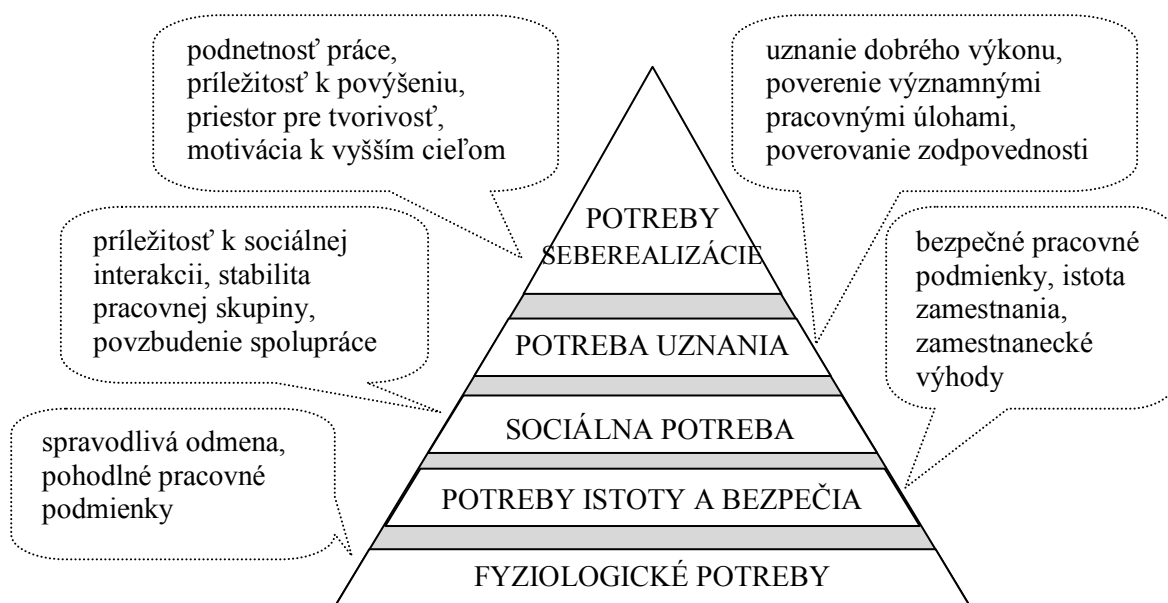 podnetnosť práce,
príležitosť k povýšeniu,
priestor pre tvorivosť,
motivácia k vyšším cieľom
uznanie dobrého výkonu,
poverenie významnými
pracovnými úlohami,
poverovanie zodpovednosti
príležitosť k sociálnej
interakcii, stabilita
pracovnej skupiny,
povzbudenie spolupráce
bezpečné pracovné
podmienky, istota
zamestnania,
zamestnanecké
výhody
spravodlivá odmena,
pohodlné pracovné
podmienky
POTREBY
SEBEREALIZÁCIE
POTREBA UZNANIA
SOCIÁLNA POTREBA
POTREBY ISTOTY A BEZPEČIA
FYZIOLOGICKÉ POTREBY